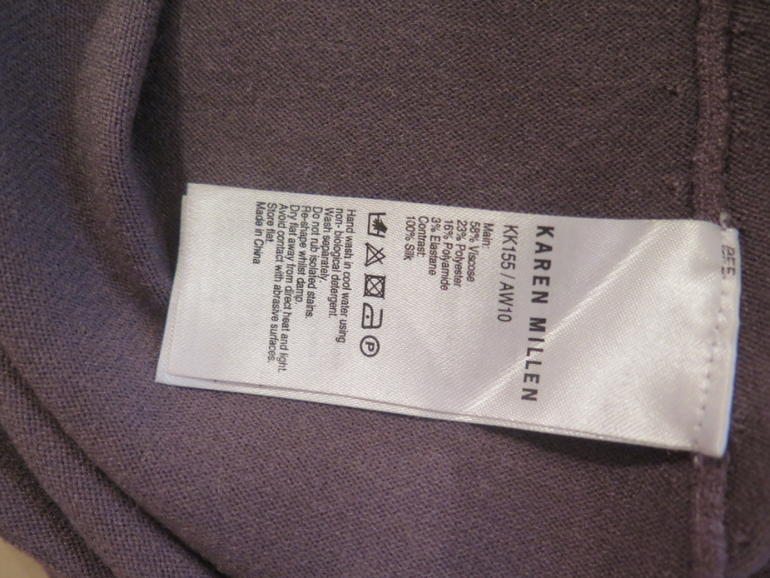 KAREN MILLEN
KK155 / AW10
Main:
58% Viscose
23% Polyester
16% Polyamide
3% Elastane
Contrast:
100% Silk
P
Hand wash in cool water using
non- biological detergent.
Wash separately.
Do not rub isolated stains.
Re-shape whilst damp.
Dry flat away from direct heat and light.
Avoid contact with abrasive surfaces.
Store flat.
Made in China